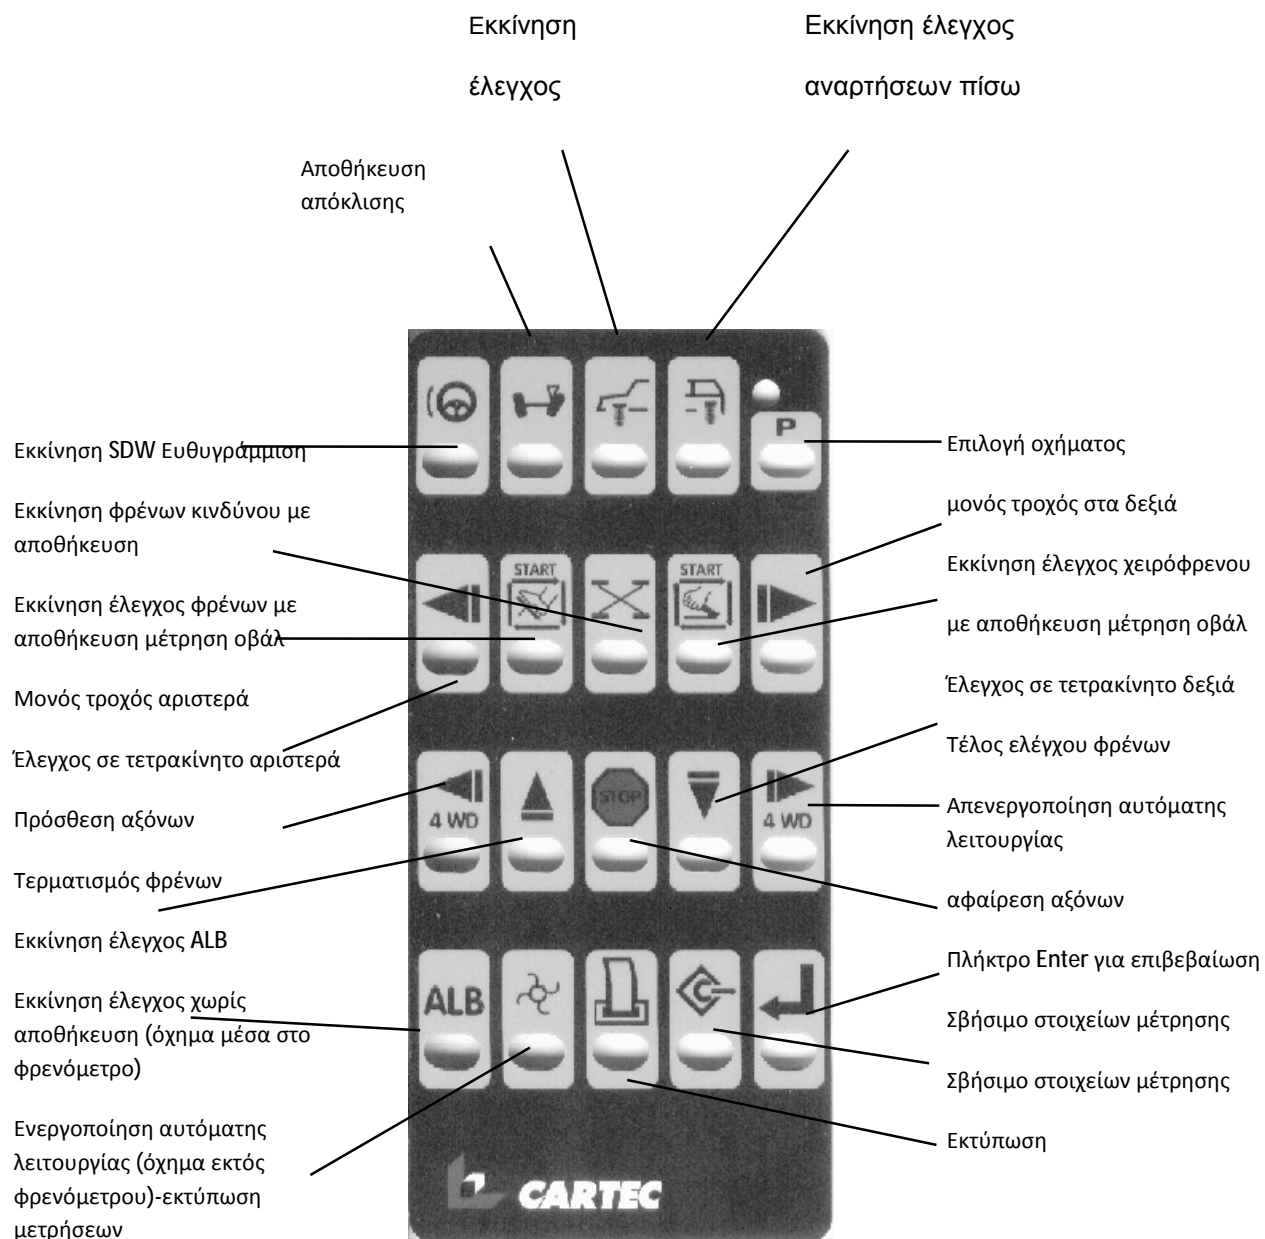 Εκκίνηση
έλεγχος
Εκκίνηση έλεγχος
αναρτήσεων πίσω
Αποθήκευση
απόκλισης
Εκκίνηση SDW Ευθυγράμμιση
Εκκίνηση φρένων κινδύνου με
αποθήκευση
Εκκίνηση έλεγχος φρένων με
αποθήκευση μέτρηση οβάλ
Μονός τροχός αριστερά
Έλεγχος σε τετρακίνητο αριστερά
Πρόσθεση αξόνων
Τερματισμός φρένων
Εκκίνηση έλεγχος ALB
Εκκίνηση έλεγχος χωρίς
αποθήκευση (όχημα μέσα στο
φρενόμετρο)
Ενεργοποίηση αυτόματης
λειτουργίας (όχημα εκτός
φρενόμετρου)-εκτύπωση
μετρήσεων
P
START
START
4 WD
STOP
4 WD
ALB
CARTEC
Επιλογή οχήματος
μονός τροχός στα δεξιά
Εκκίνηση έλεγχος χειρόφρενου
με αποθήκευση μέτρηση οβάλ
Έλεγχος σε τετρακίνητο δεξιά
Τέλος ελέγχου φρένων
Απενεργοποίηση αυτόματης
λειτουργίας
αφαίρεση αξόνων
Πλήκτρο Enter για επιβεβαίωση
Σβήσιμο στοιχείων μέτρησης
Σβήσιμο στοιχείων μέτρησης
Εκτύπωση